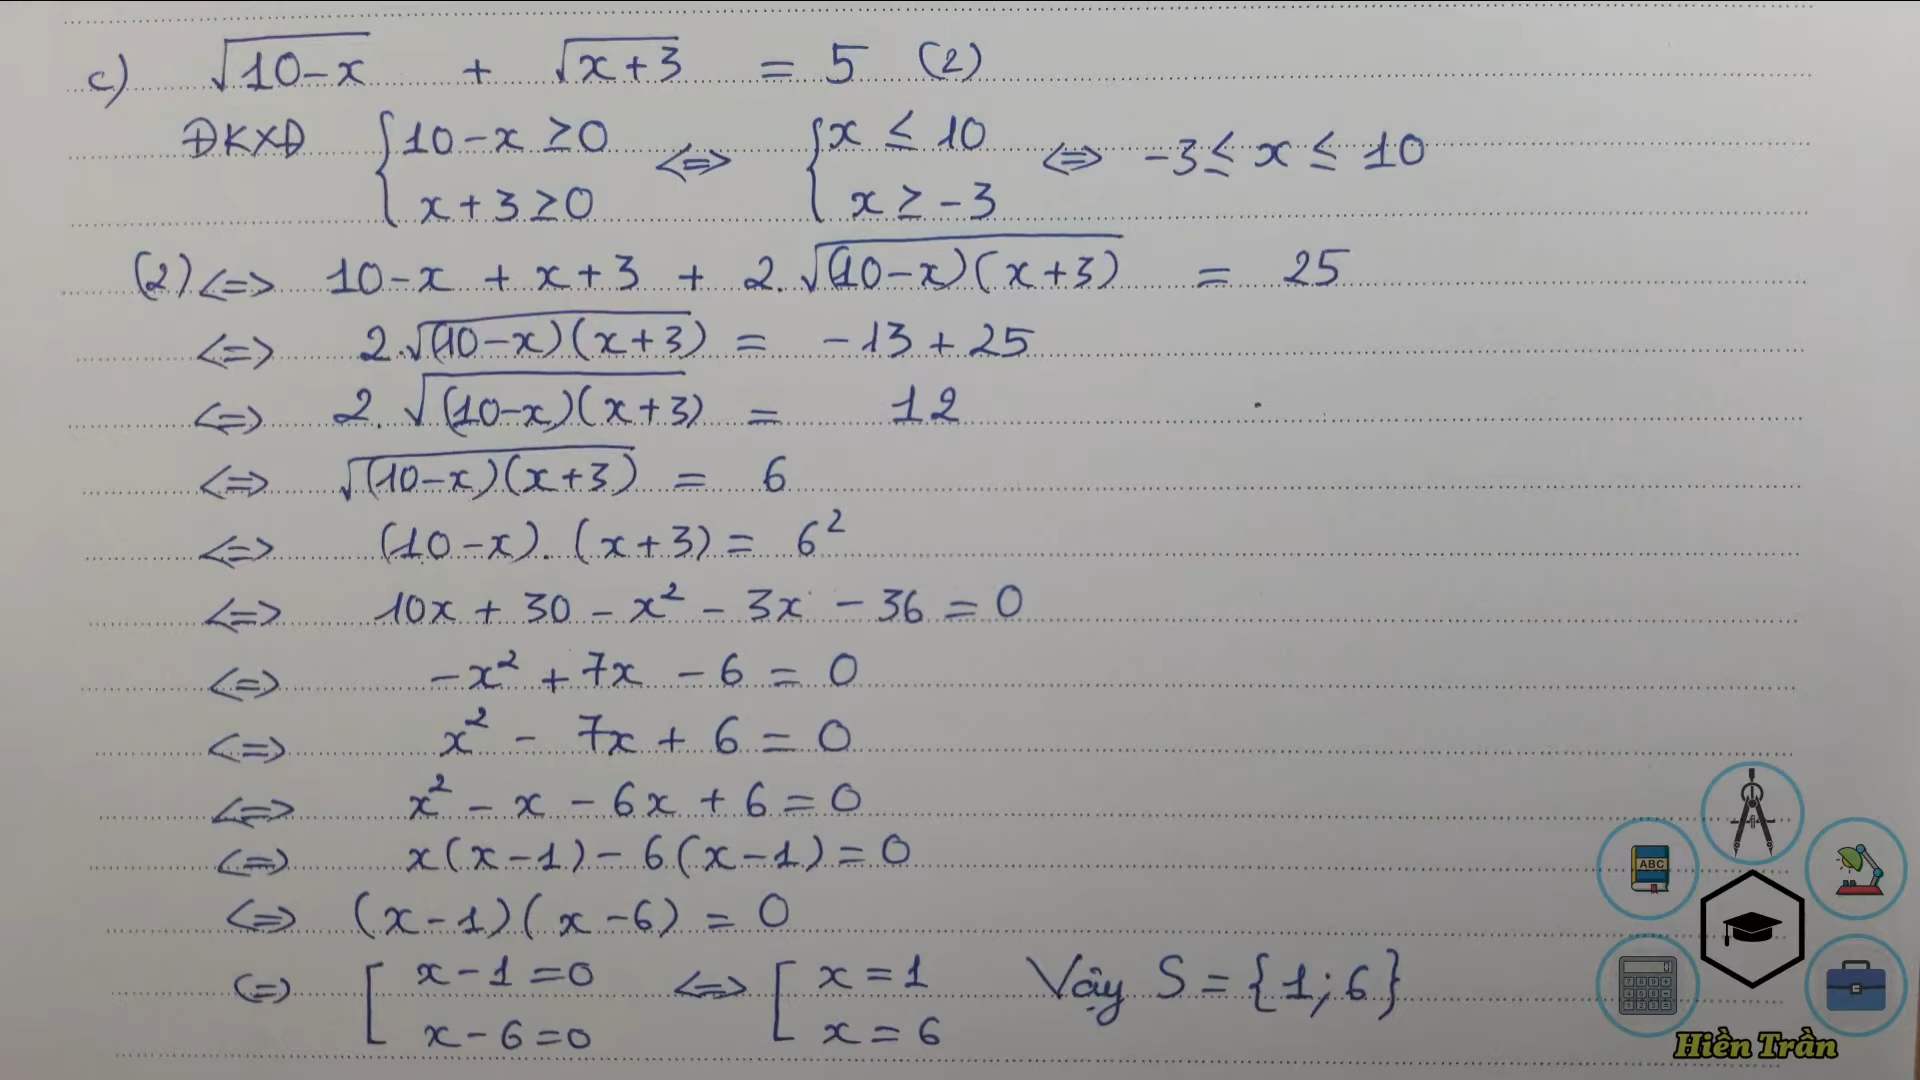 c) √(10-x) + √(x+3) = 5 (2)
ĐKXĐ { 10-x ≥ 0 ; x+3 ≥ 0 <=> { x ≤ 10 ; x ≥ -3 <=> -3 ≤ x ≤ 10
(2) <=> 10-x + x+3 + 2.√((10-x)(x+3)) = 25
<=> 2.√((10-x)(x+3)) = -13+25
<=> 2.√((10-x)(x+3)) = 12
<=> √((10-x)(x+3)) = 6
<=> (10-x).(x+3) = 6²
<=> 10x + 30 - x² - 3x - 36 = 0
<=> -x² + 7x - 6 = 0
<=> x² - 7x + 6 = 0
<=> x² - x - 6x + 6 = 0
<=> x(x-1) - 6(x-1) = 0
<=> (x-1)(x-6) = 0
<=> [ x-1=0 ; x-6=0 <=> [ x=1 ; x=6 Vậy S = {1;6}
ABC
Hiền Trần